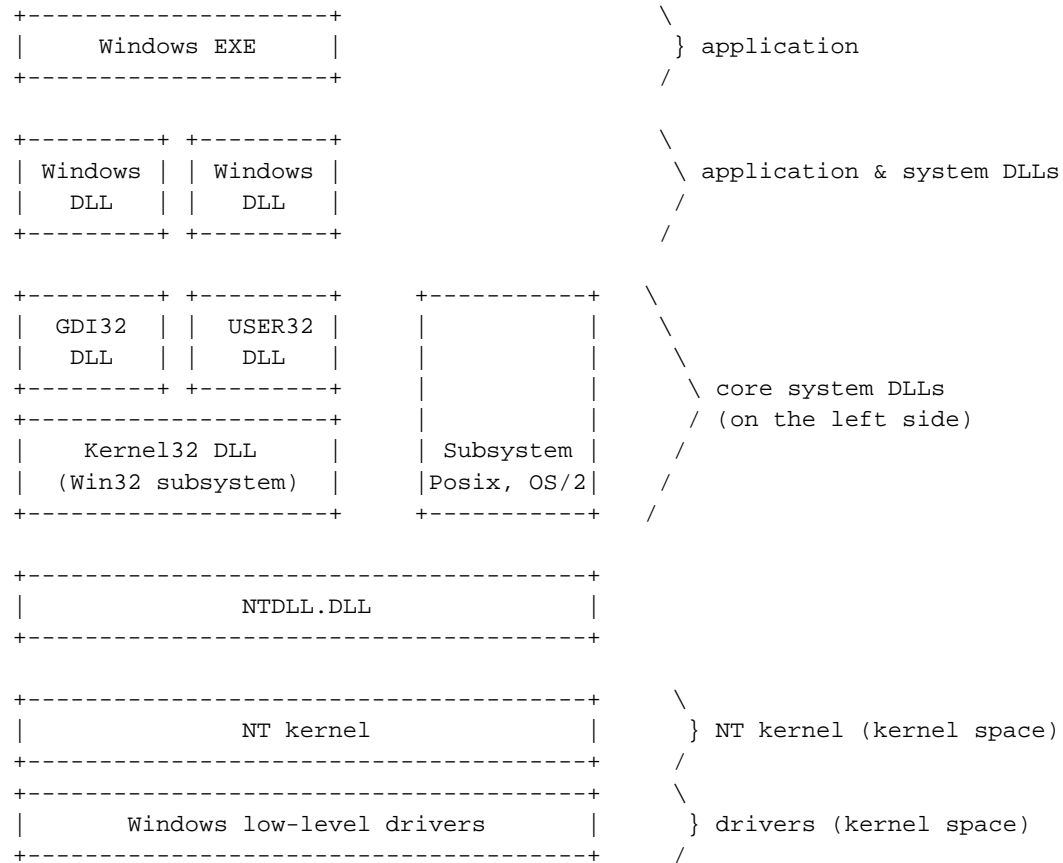 Windows EXE
} application
Windows Windows
DLL DLL
application & system DLLs
GDI32 USER32
DLL DLL
core system DLLs
(on the left side)
Kernel32 DLL
(Win32 subsystem)
Subsystem
Posix, OS/2
NTDLL.DLL
NT kernel
} NT kernel (kernel space)
Windows low-level drivers
} drivers (kernel space)